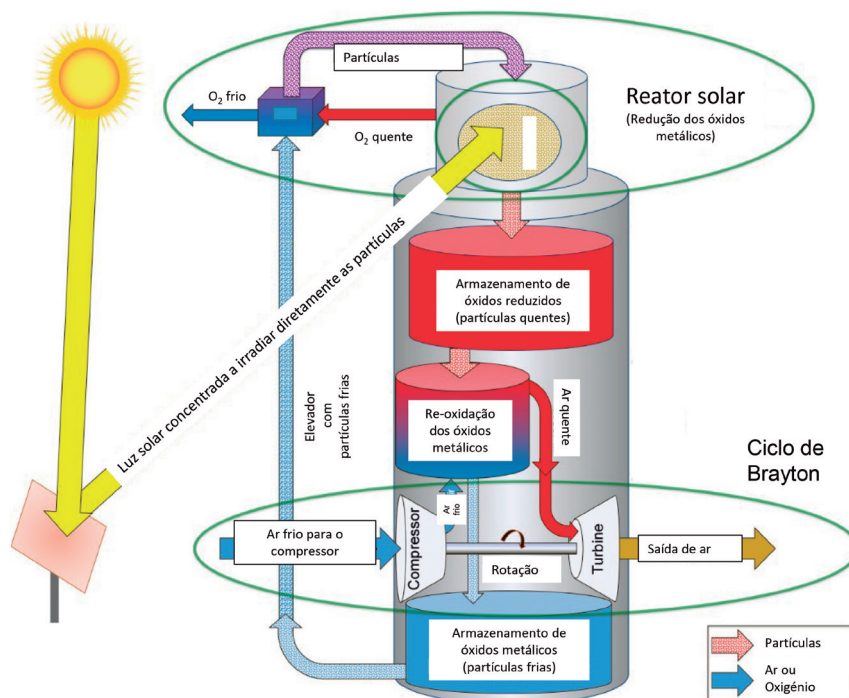 Partículas
O2 frio
O2 quente
Reator solar
(Redução dos óxidos
metálicos)
Luz solar concentrada a irradiar diretamente as partículas
Armazenamento de
óxidos reduzidos
(partículas quentes)
Elevador
com
partículas frias
Re-oxidação
dos óxidos
metálicos
Ar quente
Ciclo de
Brayton
Ar frio para o
compressor
Compressor
Ar
frio
Rotação
Turbine
Saída de ar
Armazenamento de
óxidos metálicos
(partículas frias)
Partículas
Ar ou
Oxigénio